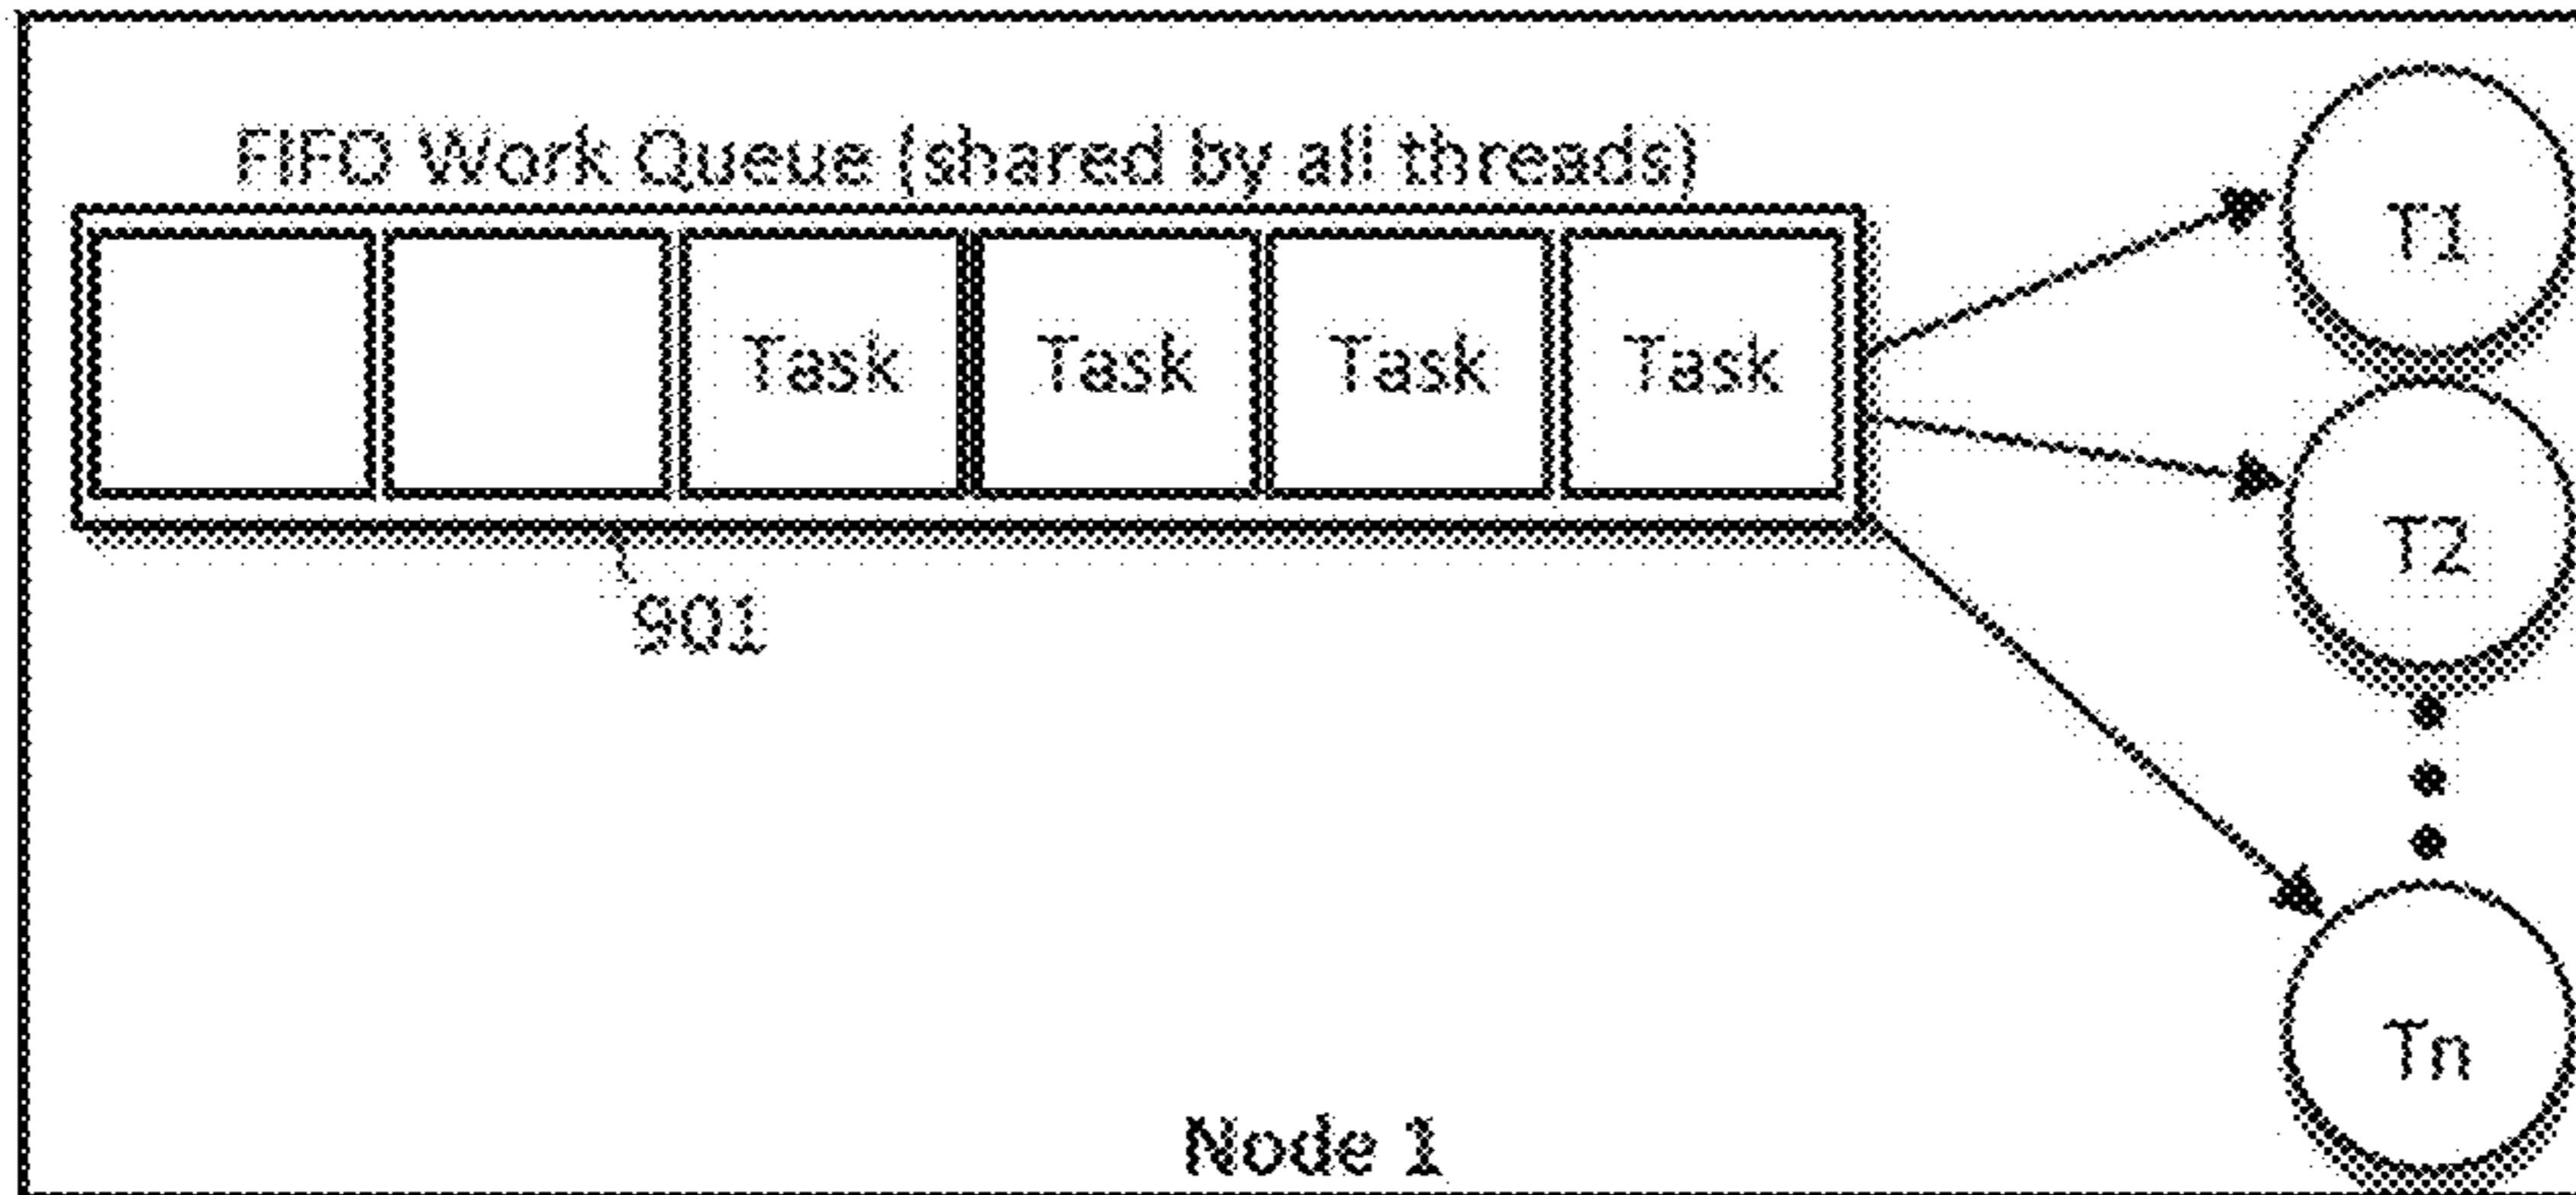 FIFO Work Queue (shared by all threads)
T1
Task Task Task Task
T2
901
Tn
Node 1